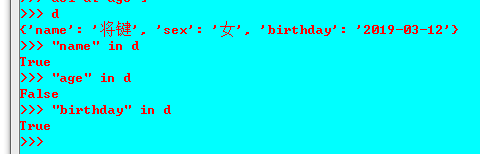 >>> d
{'name': '将键', 'sex': '女', 'birthday': '2019-03-12'}
>>> "name" in d
True
>>> "age" in d
False
>>> "birthday" in d
True
>>>